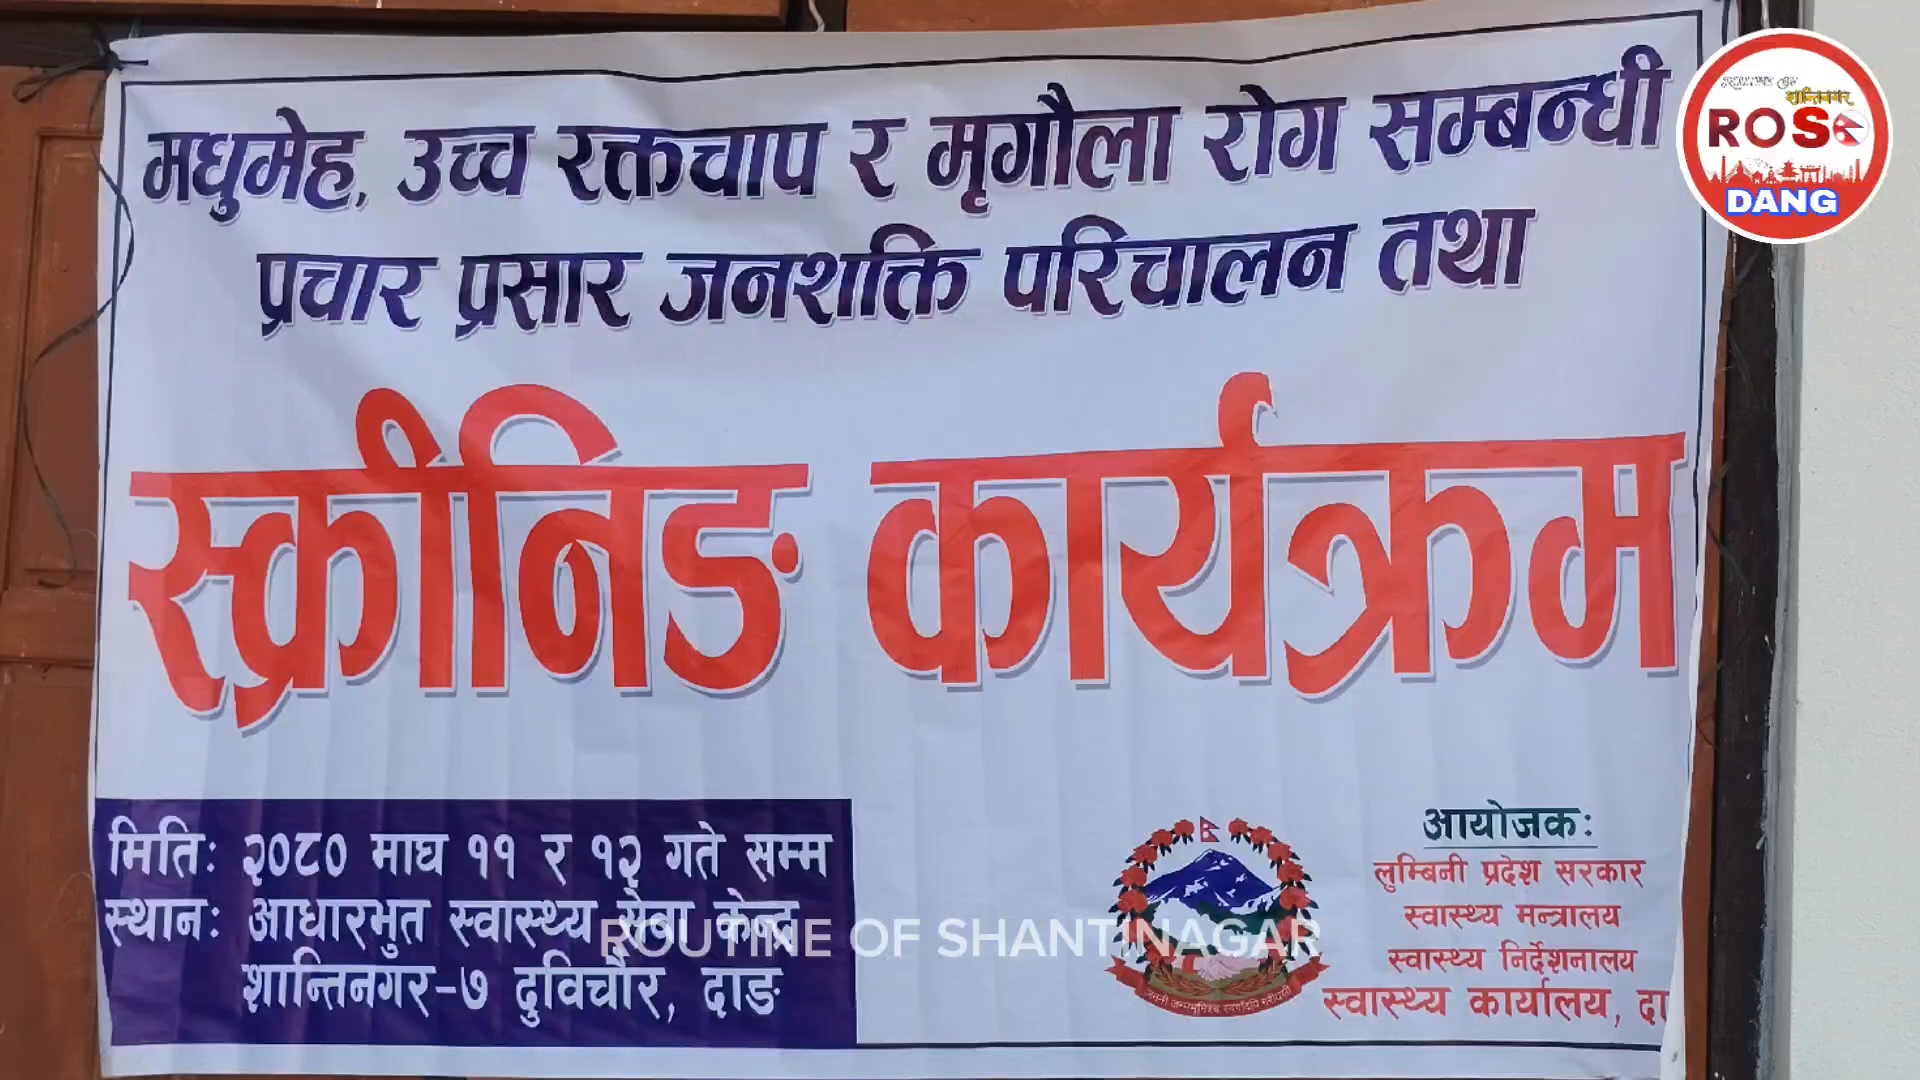 मधुमेह, उच्च रक्तचाप र मृगौला रोग सम्बन्धी
प्रचार प्रसार जनशक्ति परिचालन तथा
स्क्रीनिङ कार्यक्रम
मितिः २०८० माघ ११ र १२ गते सम्म
स्थानः आधारभुत स्वास्थ्य सेवा केन्द्र
शान्तिनगर-७ दुविचौर, दाङ
आयोजकः
लुम्बिनी प्रदेश सरकार
स्वास्थ्य मन्त्रालय
स्वास्थ्य निर्देशनालय
स्वास्थ्य कार्यालय, दा
ROUTINE OF SHANTINAGAR
शान्तिनगर
ROS
DANG